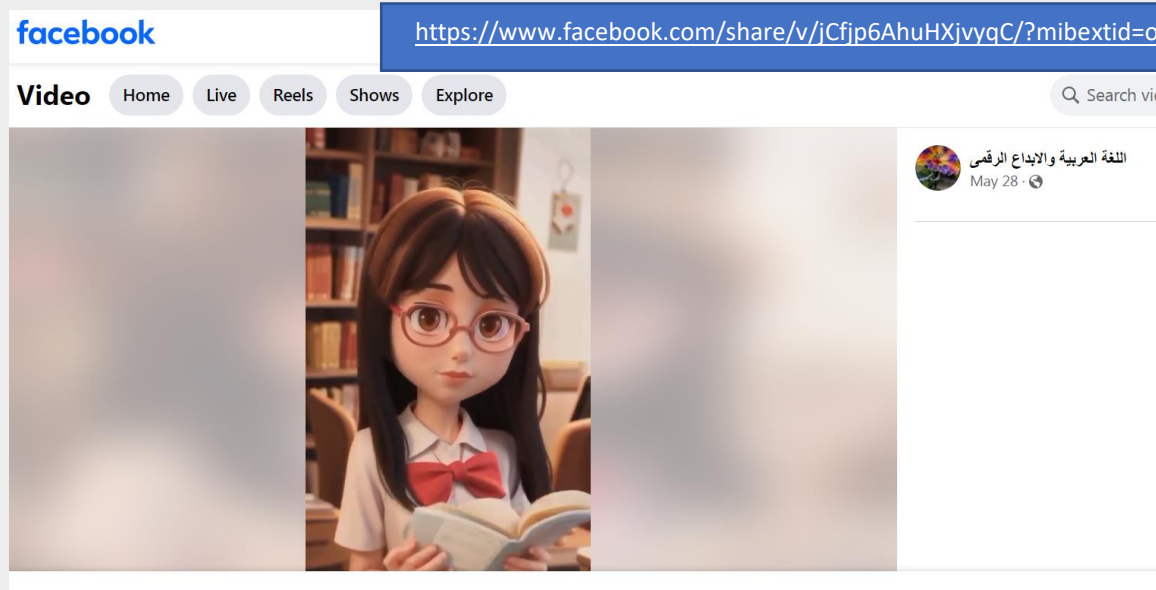 facebook
https://www.facebook.com/share/v/jCfjp6AhuHXjvyqC/?mibextid=o
Video Home Live Reels Shows Explore
Search vi
اللغة العربية والابداع الرقمى
May 28 ·